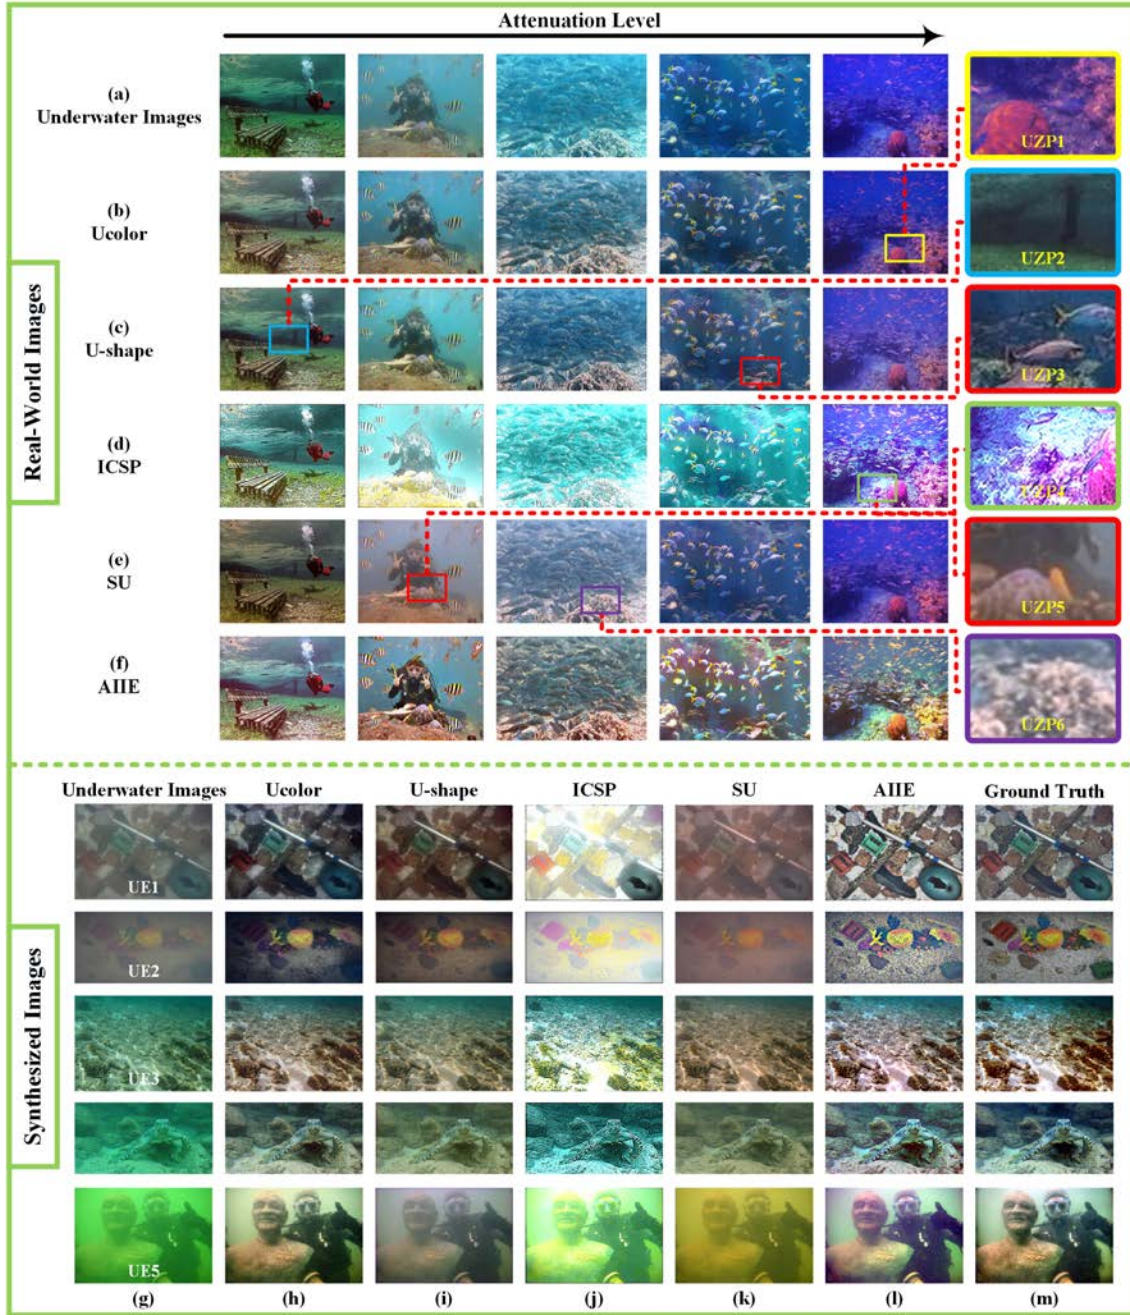 Attenuation Level
(a)
Underwater Images
UZP1
(b)
Ucolor
UZP2
(c)
U-shape
UZP3
(d)
ICSP
UZP4
(e)
SU
UZP5
(f)
AIIE
UZP6
Real-World Images
Underwater Images Ucolor U-shape ICSP SU AIIE Ground Truth
UE1
UE2
UE3
UE5
Synthesized Images
(g) (h) (i) (j) (k) (l) (m)